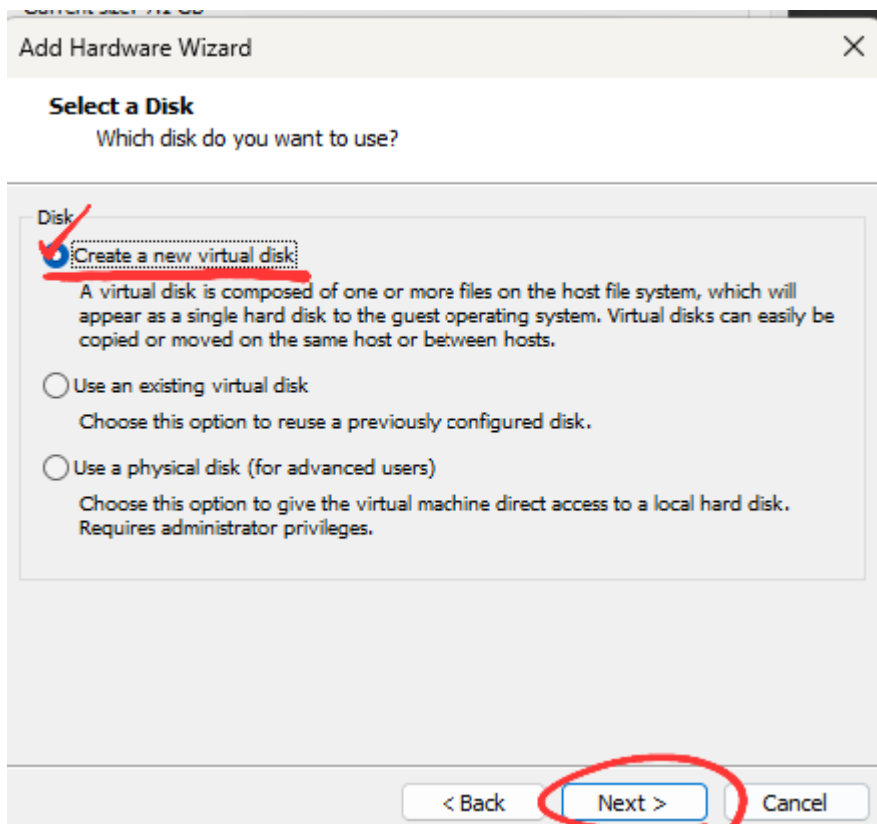 Current size: 7.1 GB
Add Hardware Wizard
Select a Disk
Which disk do you want to use?
Disk
Create a new virtual disk
A virtual disk is composed of one or more files on the host file system, which will
appear as a single hard disk to the guest operating system. Virtual disks can easily be
copied or moved on the same host or between hosts.
Use an existing virtual disk
Choose this option to reuse a previously configured disk.
Use a physical disk (for advanced users)
Choose this option to give the virtual machine direct access to a local hard disk.
Requires administrator privileges.
< Back Next > Cancel